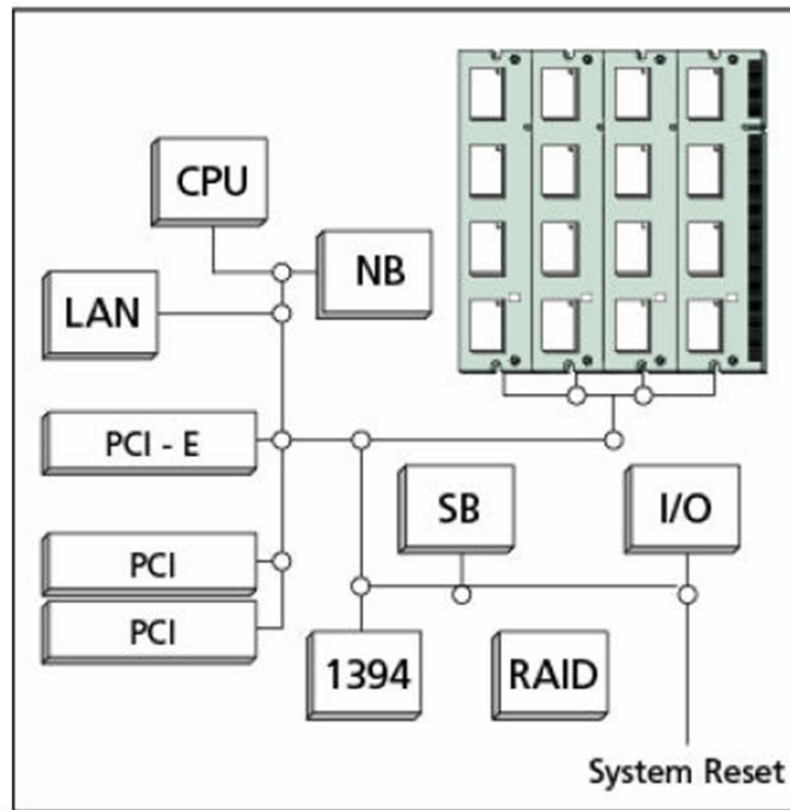 CPU
NB
LAN
PCI - E
SB
I/O
PCI
PCI
1394
RAID
System Reset